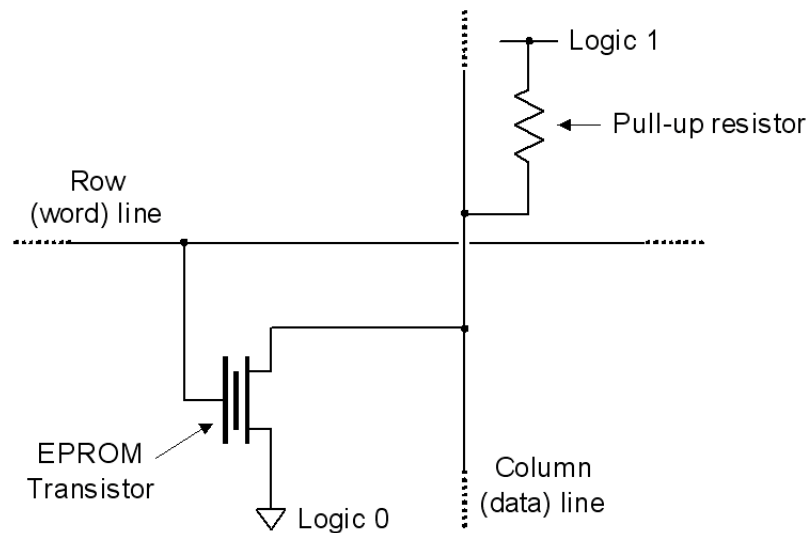 Logic 1
Pull-up resistor
Row
(word) line
EPROM
Transistor
Logic 0
Column
(data) line